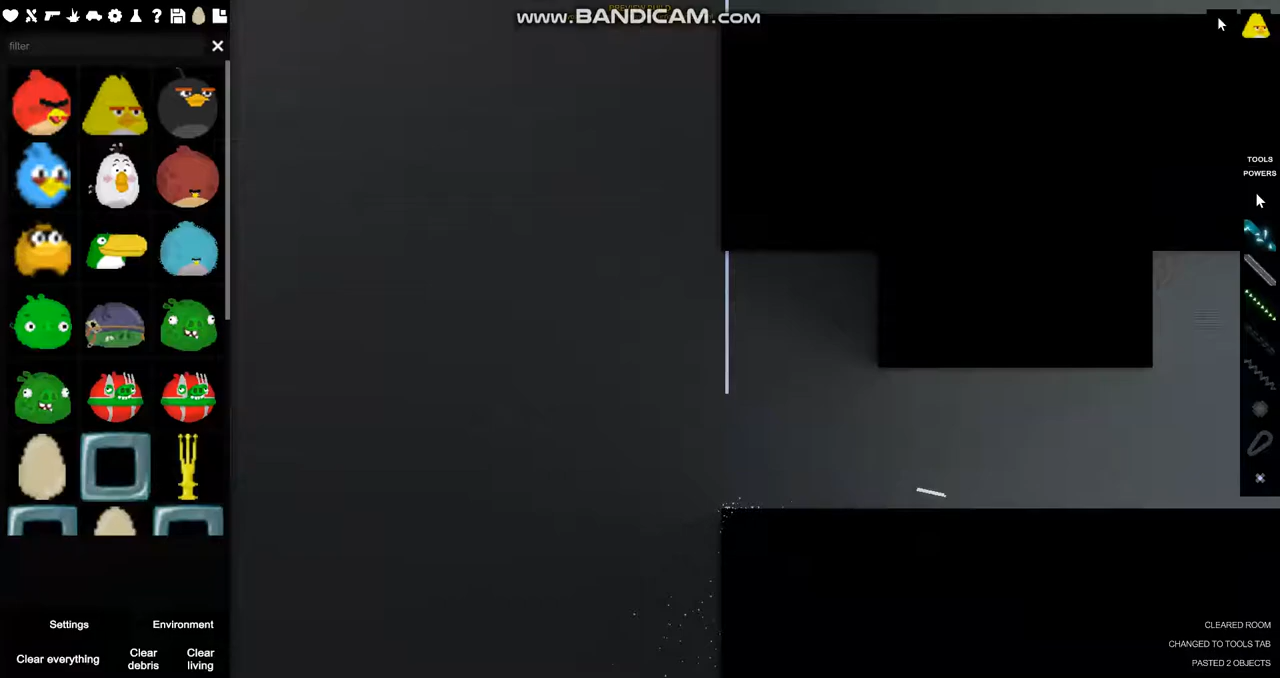 www.BANDICAM.com
filter
TOOLS
POWERS
Settings
Environment
Clear everything
Clear debris
Clear living
CLEARED ROOM
CHANGED TO TOOLS TAB
PASTED 2 OBJECTS